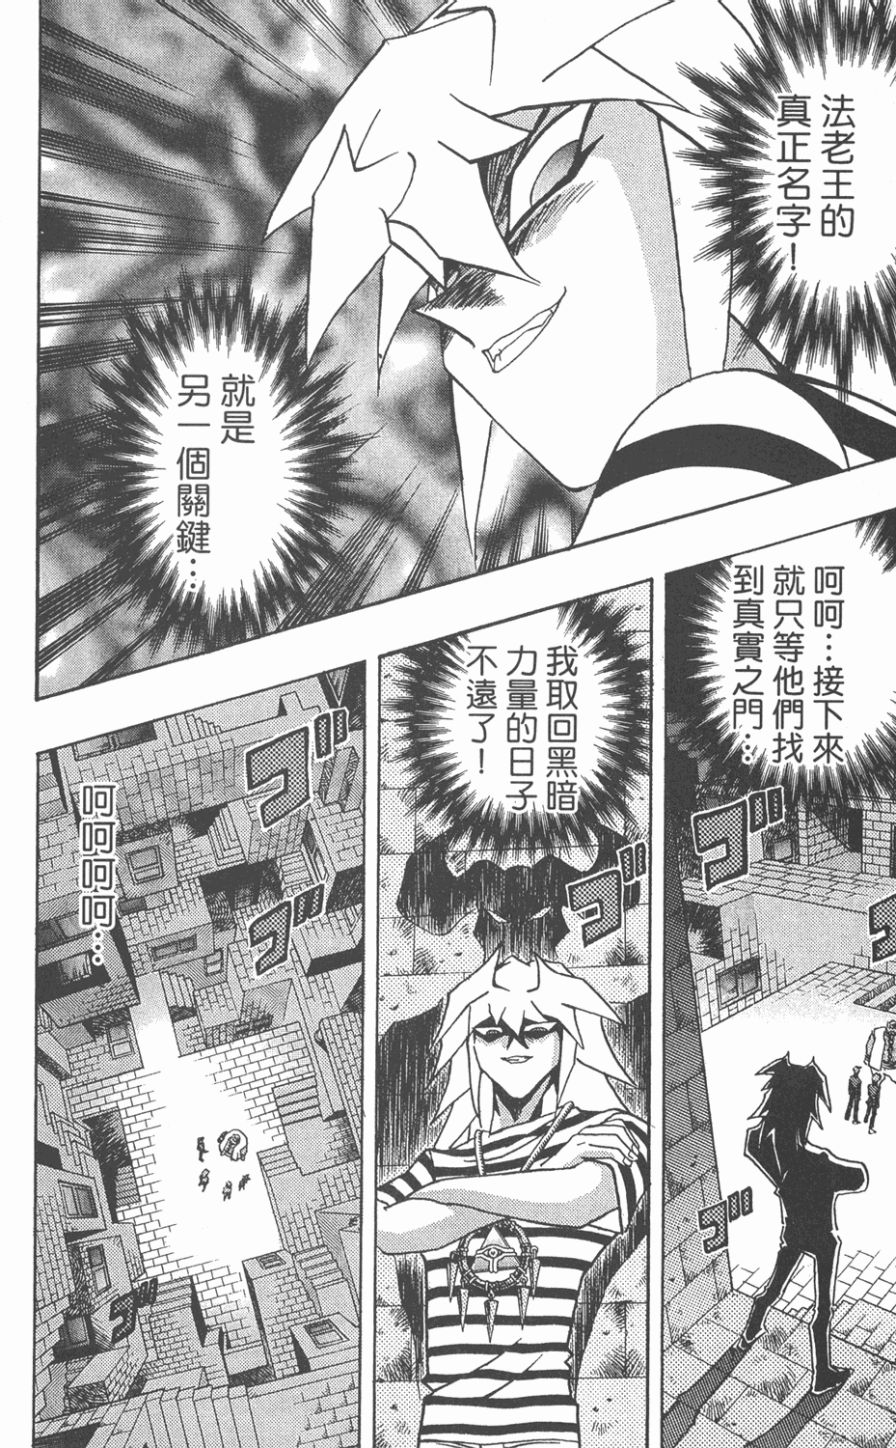 法老王的
真正名字！
就是
另一個關鍵…
呵呵…接下來
就只等他們找
到真實之門…
ゴ
ゴ
ゴ
我取回黑暗
力量的日子
不遠了！
ゴ
ゴ
ゴ
ゴ
呵呵呵呵…